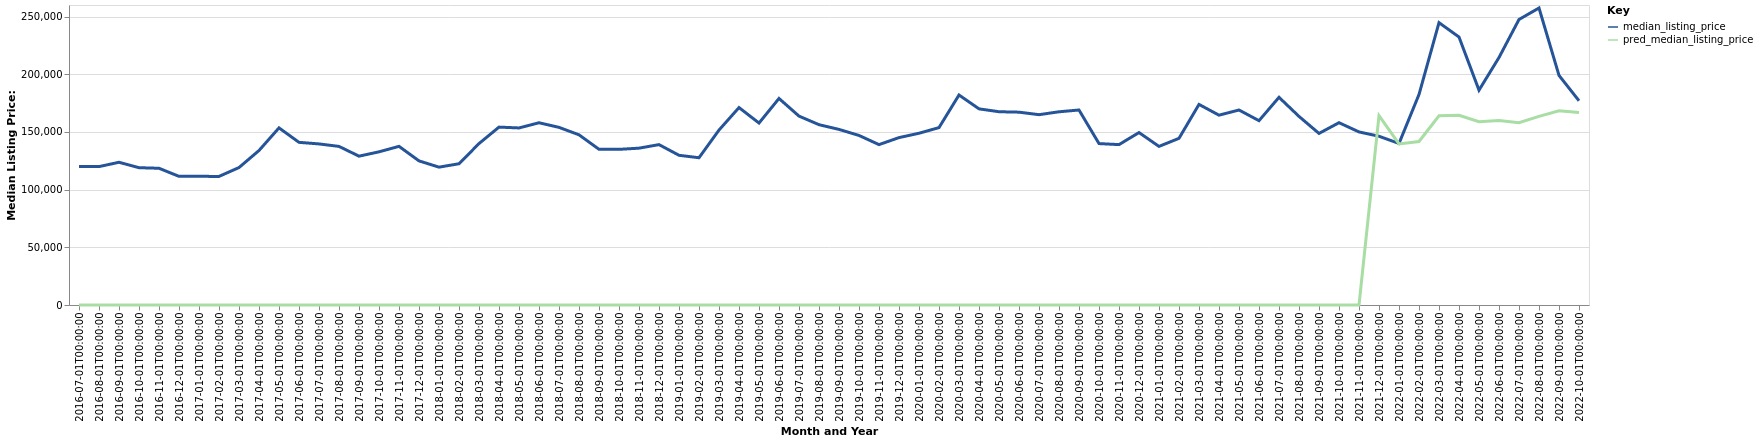 Key
median_listing_price
pred_median_listing_price
Median Listing Price:
250,000
200,000
150,000
100,000
50,000
0
2016-07-01T00:00:00
2016-08-01T00:00:00
2016-09-01T00:00:00
2016-10-01T00:00:00
2016-11-01T00:00:00
2016-12-01T00:00:00
2017-01-01T00:00:00
2017-02-01T00:00:00
2017-03-01T00:00:00
2017-04-01T00:00:00
2017-05-01T00:00:00
2017-06-01T00:00:00
2017-07-01T00:00:00
2017-08-01T00:00:00
2017-09-01T00:00:00
2017-10-01T00:00:00
2017-11-01T00:00:00
2017-12-01T00:00:00
2018-01-01T00:00:00
2018-02-01T00:00:00
2018-03-01T00:00:00
2018-04-01T00:00:00
2018-05-01T00:00:00
2018-06-01T00:00:00
2018-07-01T00:00:00
2018-08-01T00:00:00
2018-09-01T00:00:00
2018-10-01T00:00:00
2018-11-01T00:00:00
2018-12-01T00:00:00
2019-01-01T00:00:00
2019-02-01T00:00:00
2019-03-01T00:00:00
2019-04-01T00:00:00
2019-05-01T00:00:00
2019-06-01T00:00:00
2019-07-01T00:00:00
2019-08-01T00:00:00
2019-09-01T00:00:00
2019-10-01T00:00:00
2019-11-01T00:00:00
2019-12-01T00:00:00
2020-01-01T00:00:00
2020-02-01T00:00:00
2020-03-01T00:00:00
2020-04-01T00:00:00
2020-05-01T00:00:00
2020-06-01T00:00:00
2020-07-01T00:00:00
2020-08-01T00:00:00
2020-09-01T00:00:00
2020-10-01T00:00:00
2020-11-01T00:00:00
2020-12-01T00:00:00
2021-01-01T00:00:00
2021-02-01T00:00:00
2021-03-01T00:00:00
2021-04-01T00:00:00
2021-05-01T00:00:00
2021-06-01T00:00:00
2021-07-01T00:00:00
2021-08-01T00:00:00
2021-09-01T00:00:00
2021-10-01T00:00:00
2021-11-01T00:00:00
2021-12-01T00:00:00
2022-01-01T00:00:00
2022-02-01T00:00:00
2022-03-01T00:00:00
2022-04-01T00:00:00
2022-05-01T00:00:00
2022-06-01T00:00:00
2022-07-01T00:00:00
2022-08-01T00:00:00
2022-09-01T00:00:00
2022-10-01T00:00:00
Month and Year